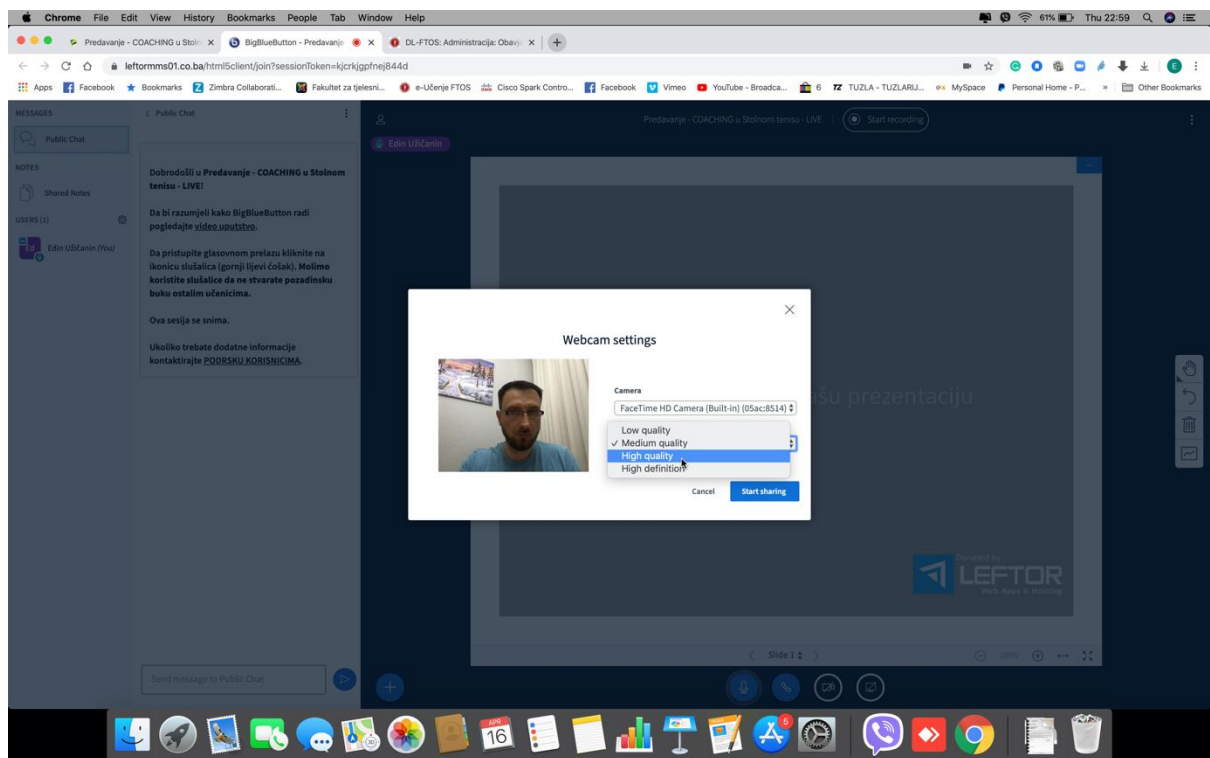 Chrome File Edit View History Bookmarks People Tab Window Help
61% Thu 22:59
Predavanje - COACHING u Stoln
BigBlueButton - Predavanje
DL-FTOS: Administracija: Obavje
leftormms01.co.ba/html5client/join?sessionToken=kjcrkjgpfnej844d
E
Apps Facebook Bookmarks Zimbra Collaborati... Fakultet za tjelesni... e-Učenje FTOS Cisco Spark Contro... Facebook Vimeo YouTube - Broadca... 6 TUZLA - TUZLARIJ... MySpace Personal Home - P... » Other Bookmarks
MESSAGES
Public Chat
NOTES
Shared Notes
USERS (1)
Ed
Edin Užičanin (You)
Public Chat
Dobrodošli u Predavanje - COACHING u Stolnom
tenisu - LIVE!
Da bi razumjeli kako BigBlueButton radi
pogledajte video uputstvo.
Da pristupite glasovnom prelazu kliknite na
ikonicu slušalica (gornji lijevi ćošak). Molimo
koristite slušalice da ne stvarate pozadinsku
buku ostalim učenicima.
Ova sesija se snima.
Ukoliko trebate dodatne informacije
kontaktirajte PODRSKU KORISNICIMA.
Send message to Public Chat
Predavanje - COACHING u Stolnom tenisu - LIVE
Start recording
Edin Užičanin
Webcam settings
Camera
FaceTime HD Camera (Built-in) (05ac:8514)
Low quality
✓ Medium quality
High quality
High definition
Cancel
Start sharing
ašu prezentaciju
Powered by
LEFTOR
Web Apps & Hosting
Slide 1
100%
APR
16
5